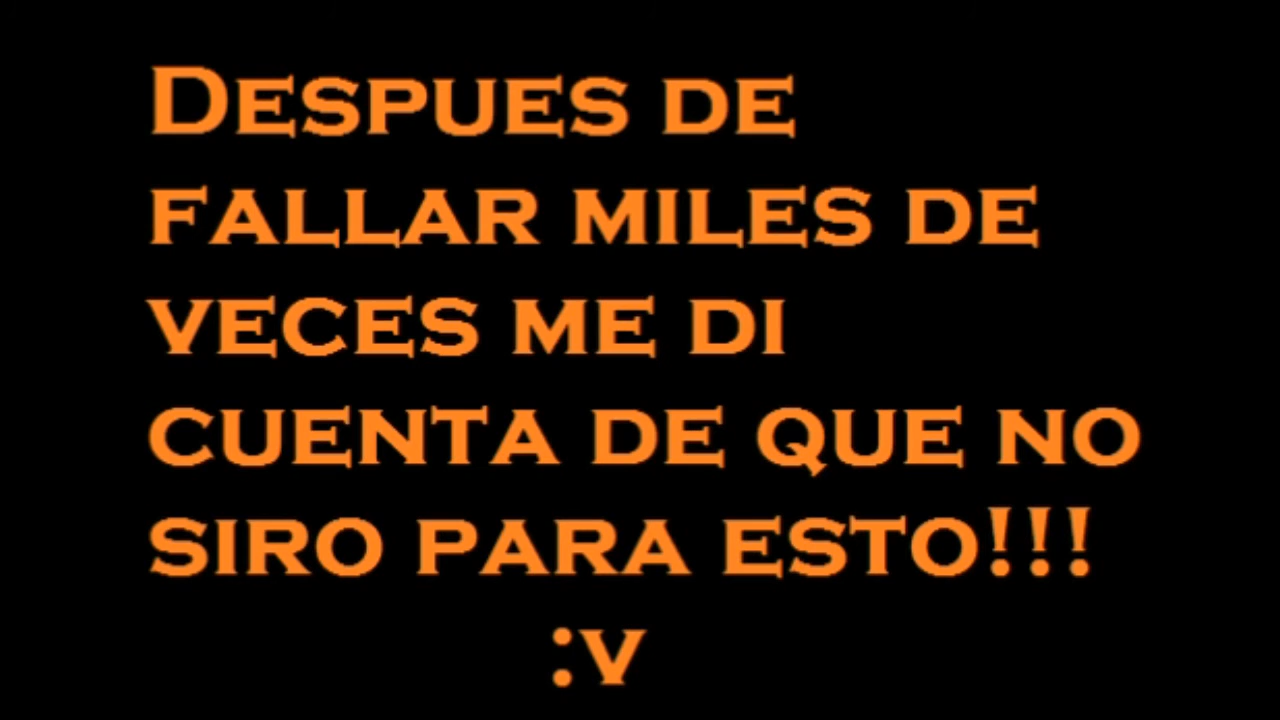 Despues de
fallar miles de
veces me di
cuenta de que no
siro para esto!!!
:v